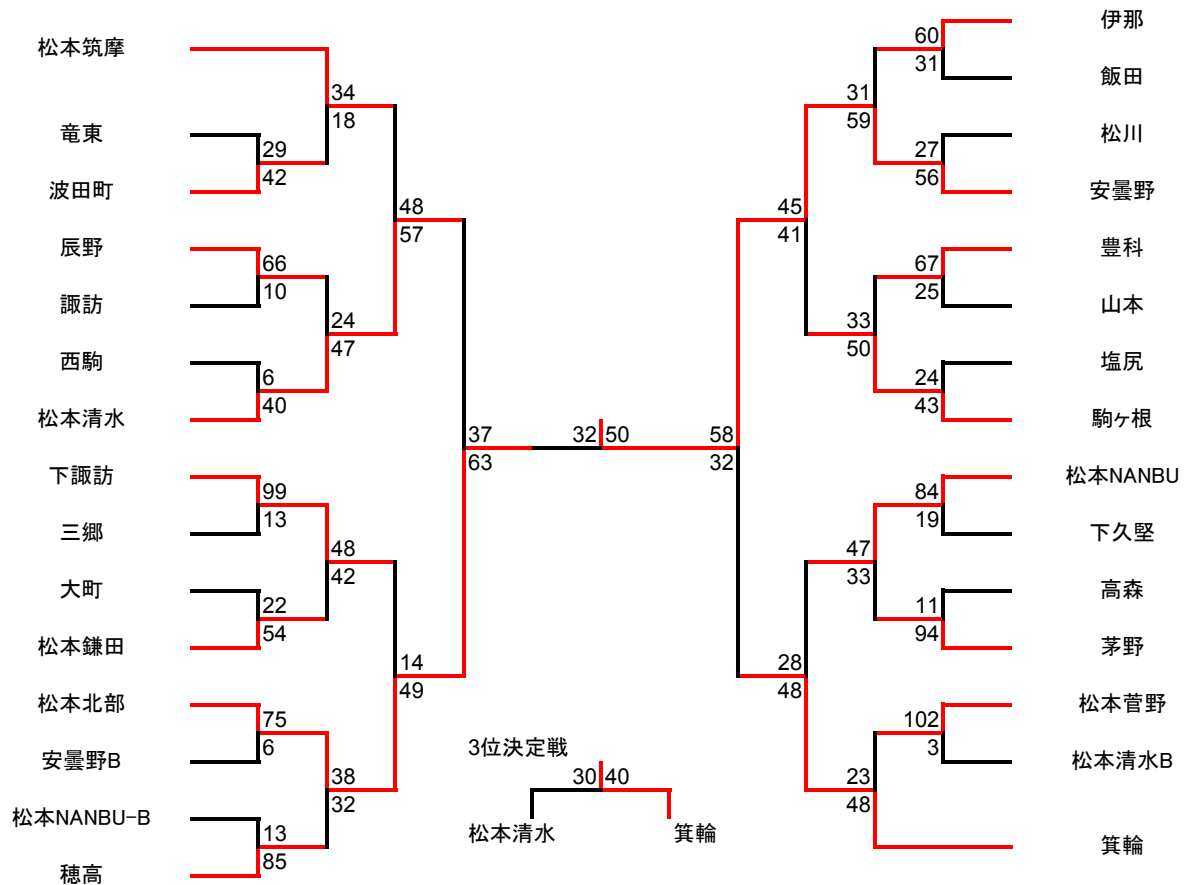 松本筑摩
34
18
竜東
29
42
波田町
48
57
辰野
66
10
諏訪
24
47
西駒
6
40
松本清水
37
63
下諏訪
99
13
三郷
48
42
大町
22
54
松本鎌田
14
49
松本北部
75
6
安曇野B
38
32
松本NANBU-B
13
85
穂高
32 50
3位決定戦
30 40
松本清水
箕輪
伊那
60
31
飯田
31
59
松川
27
56
安曇野
45
41
豊科
67
25
山本
33
50
塩尻
24
43
駒ヶ根
58
32
松本NANBU
84
19
下久堅
47
33
高森
11
94
茅野
28
48
松本菅野
102
3
松本清水B
23
48
箕輪